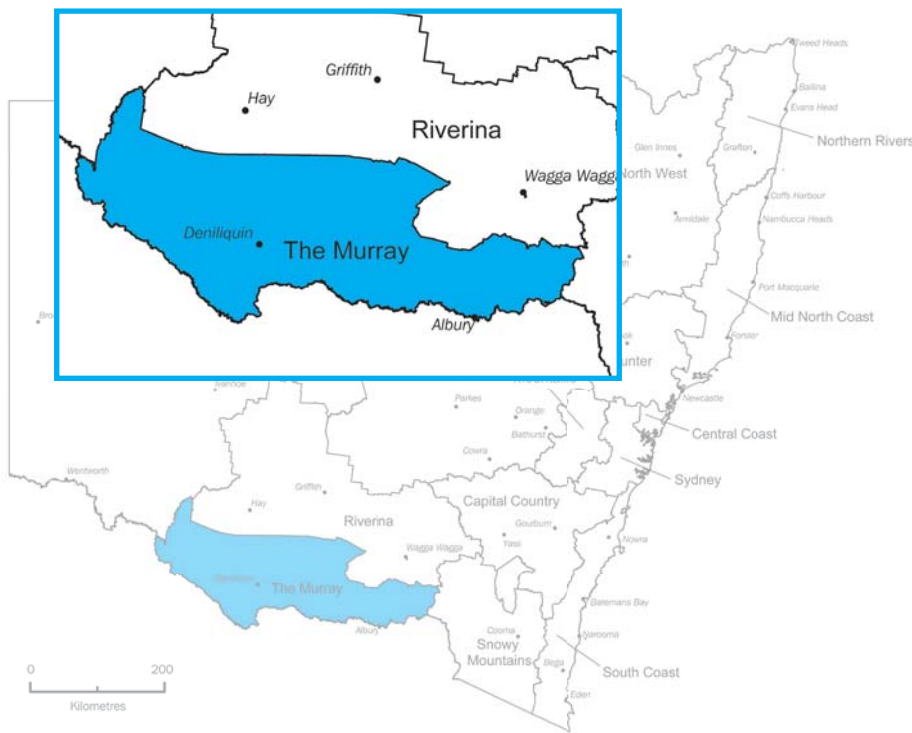 Griffith
Hay
Riverina
Wagga Wagg
Deniliquin
The Murray
Albury
Tweed Heads
Ballina
Evans Head
Northern Rivers
Glen Innes
Grafton
North West
Coffs Harbour
Armidale
Nambucca Heads
Port Macquarie
Mid North Coast
Forster
Newcastle
Parkes
Orange
Central Coast
Bathurst
Cowra
Sydney
Wentworth
Griffith
Capital Country
Hay
Riverina
Goulburn
Yass
Nowra
Wagga Wagga
The Murray
Batemans Bay
Albury
Cooma
Narooma
Snowy
Mountains
Bega
South Coast
Eden
0 200
Kilometres